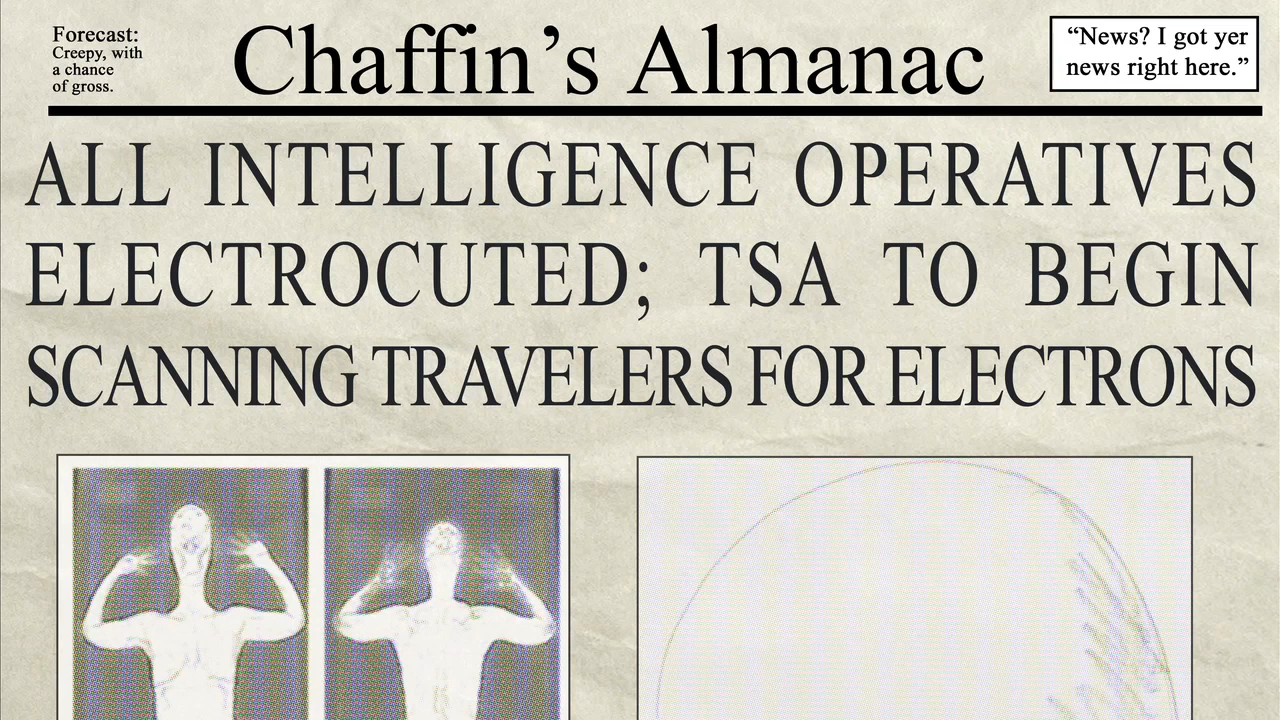 Forecast:
Creepy, with
a chance
of gross.
Chaffin’s Almanac
“News? I got yer
news right here.”
ALL INTELLIGENCE OPERATIVES
ELECTROCUTED; TSA TO BEGIN
SCANNING TRAVELERS FOR ELECTRONS